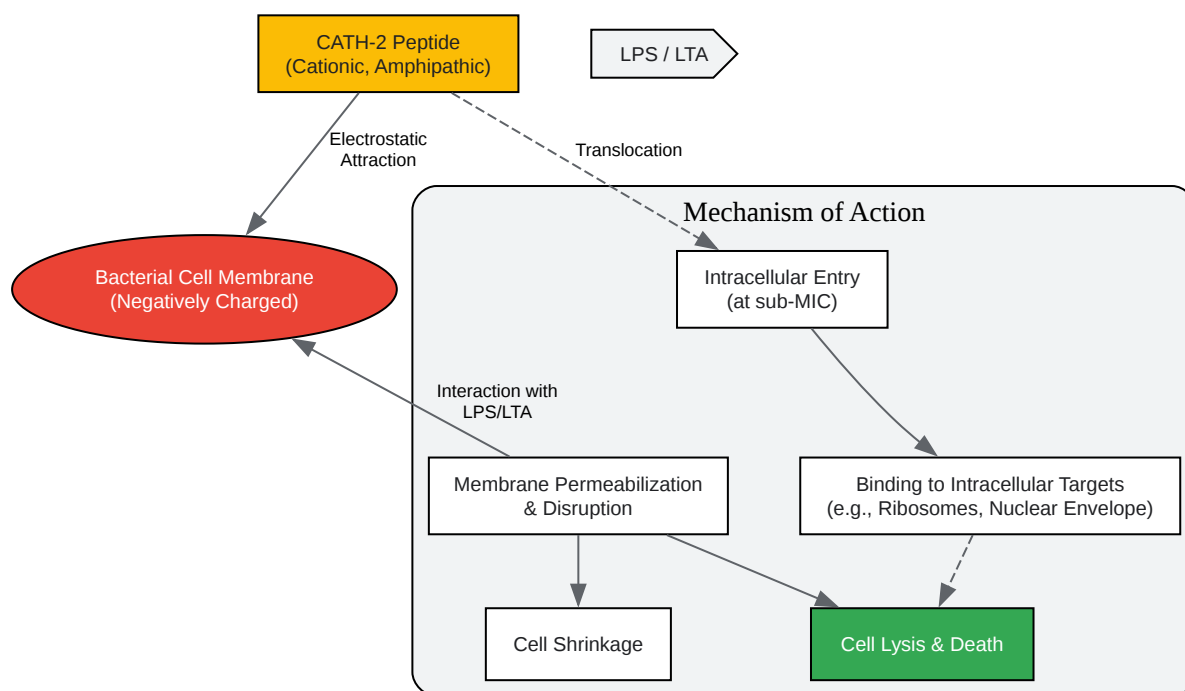 CATH-2 Peptide
(Cationic, Amphipathic)
LPS / LTA
Electrostatic
Attraction
Translocation
Mechanism of Action
Bacterial Cell Membrane
(Negatively Charged)
Intracellular Entry
(at sub-MIC)
Interaction with
LPS/LTA
Membrane Permeabilization
& Disruption
Binding to Intracellular Targets
(e.g., Ribosomes, Nuclear Envelope)
Cell Shrinkage
Cell Lysis & Death